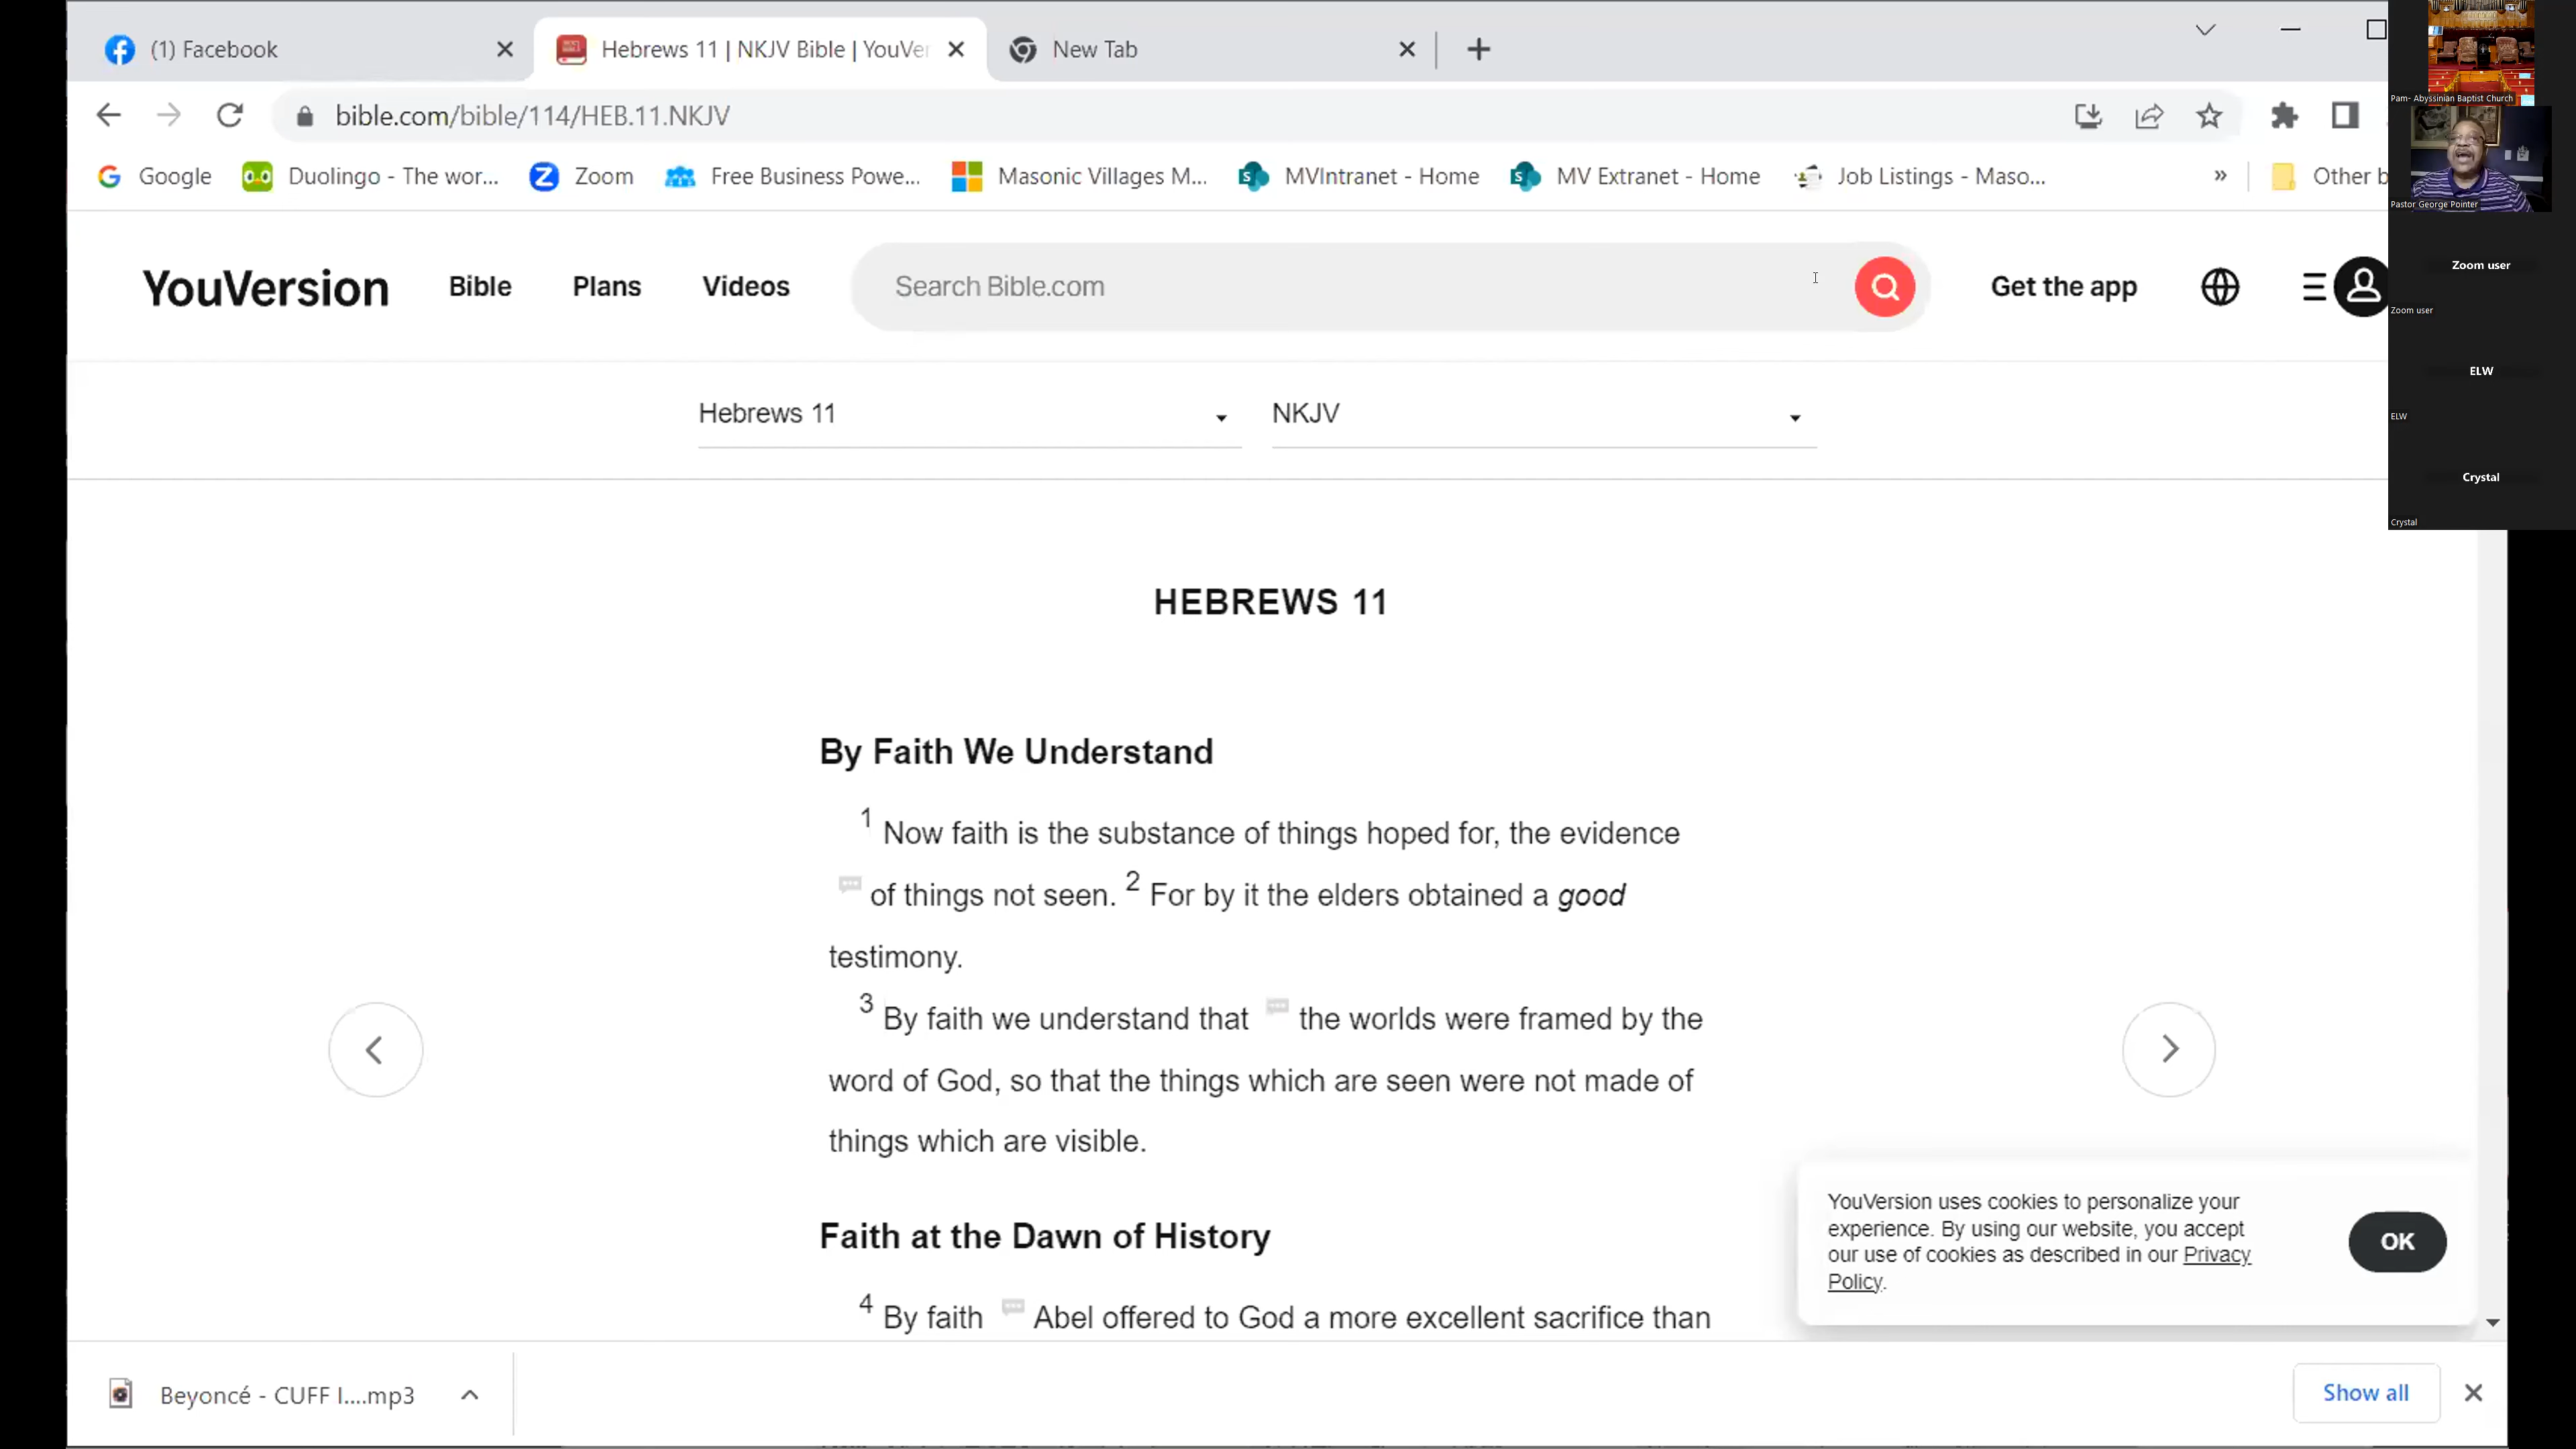 (1) Facebook
Hebrews 11 | NKJV Bible | YouVer
New Tab
bible.com/bible/114/HEB.11.NKJV
Google
Duolingo - The wor...
Zoom
Free Business Powe...
Masonic Villages M...
MVIntranet - Home
MV Extranet - Home
Job Listings - Maso...
»
Other b
Pam- Abyssinian Baptist Church
Pastor George Pointer
Zoom user
Zoom user
ELW
ELW
Crystal
Crystal
YouVersion
Bible
Plans
Videos
Search Bible.com
Get the app
Hebrews 11
NKJV
HEBREWS 11
By Faith We Understand
1 Now faith is the substance of things hoped for, the evidence
of things not seen. 2 For by it the elders obtained a good
testimony.
3 By faith we understand that the worlds were framed by the
word of God, so that the things which are seen were not made of
things which are visible.
Faith at the Dawn of History
4 By faith Abel offered to God a more excellent sacrifice than
YouVersion uses cookies to personalize your
experience. By using our website, you accept
our use of cookies as described in our Privacy
Policy.
OK
Beyoncé - CUFF I....mp3
Show all